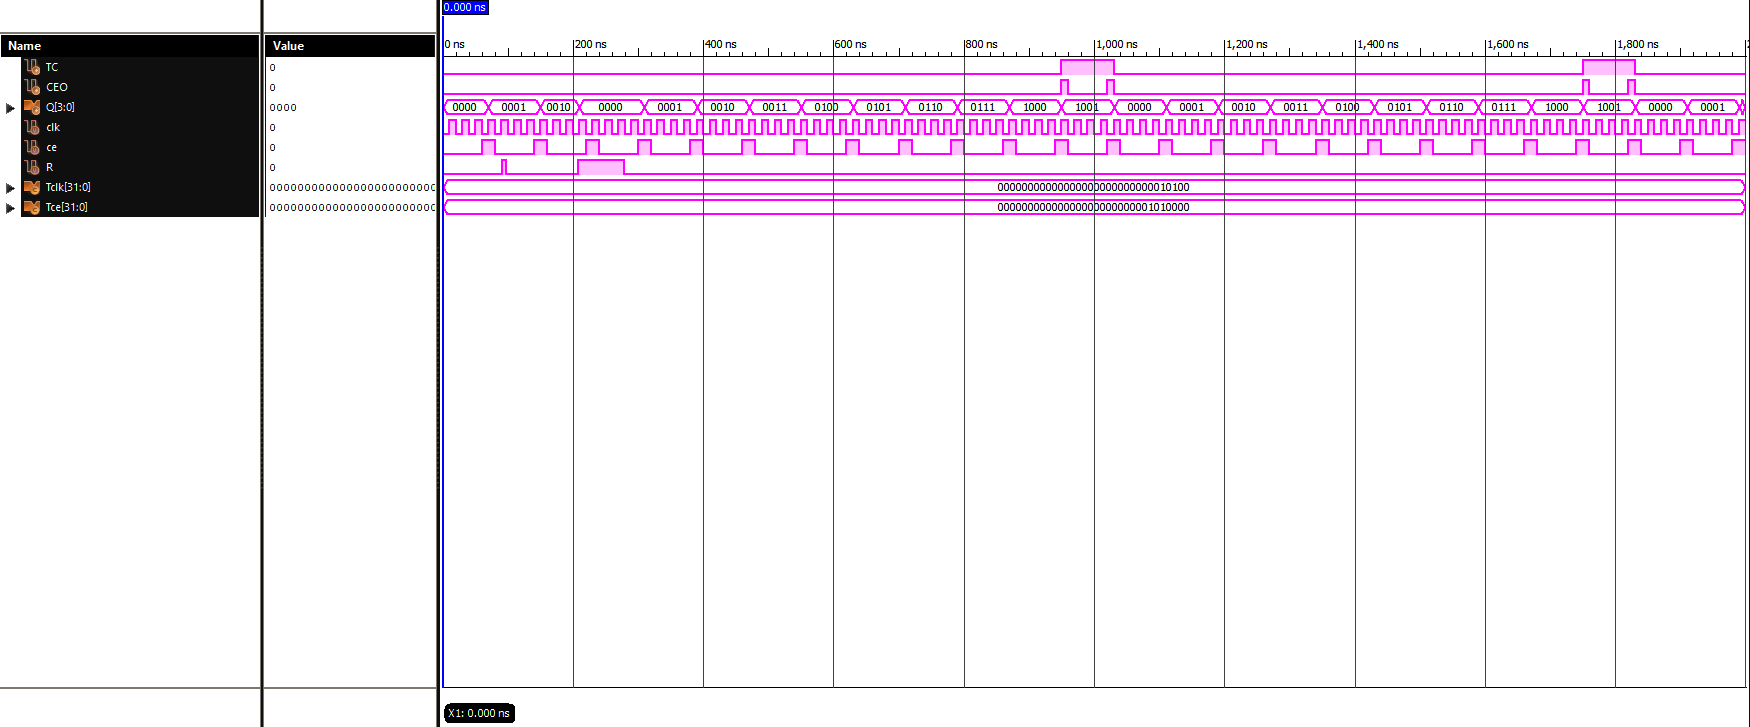 0.000 ns
Name Value
0 ns 200 ns 400 ns 600 ns 800 ns 1,000 ns 1,200 ns 1,400 ns 1,600 ns 1,800 ns
TC 0
CEO 0
Q[3:0] 0000 0000 0001 0010 0000 0001 0010 0011 0100 0101 0110 0111 1000 1001 0000 0001 0010 0011 0100 0101 0110 0111 1000 1001 0000 0001
clk 0
ce 0
R 0
Tclk[31:0] 000000000000000000000000 00000000000000000000000000010100
Tce[31:0] 000000000000000000000000 00000000000000000000000001010000
X1: 0.000 ns